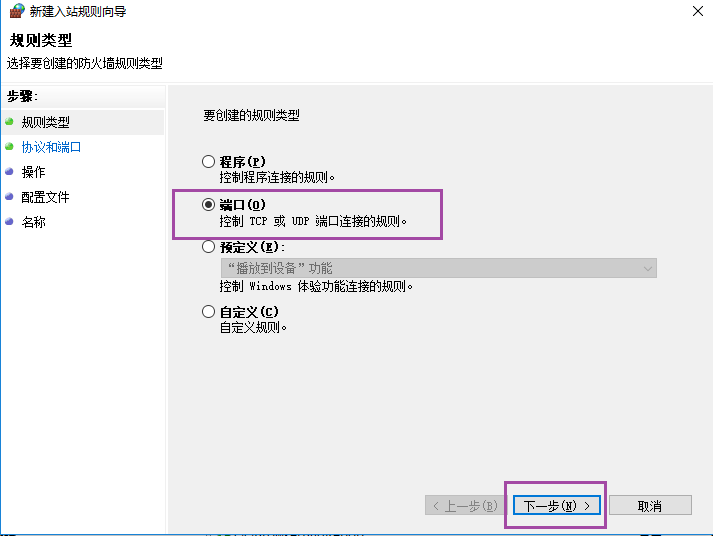 新建入站规则向导
规则类型
选择要创建的防火墙规则类型
步骤:
规则类型
协议和端口
操作
配置文件
名称
要创建的规则类型
程序(P)
控制程序连接的规则。
端口(O)
控制 TCP 或 UDP 端口连接的规则。
预定义(E):
“播放到设备”功能
控制 Windows 体验功能连接的规则。
自定义(C)
自定义规则。
< 上一步(B)
下一步(N) >
取消